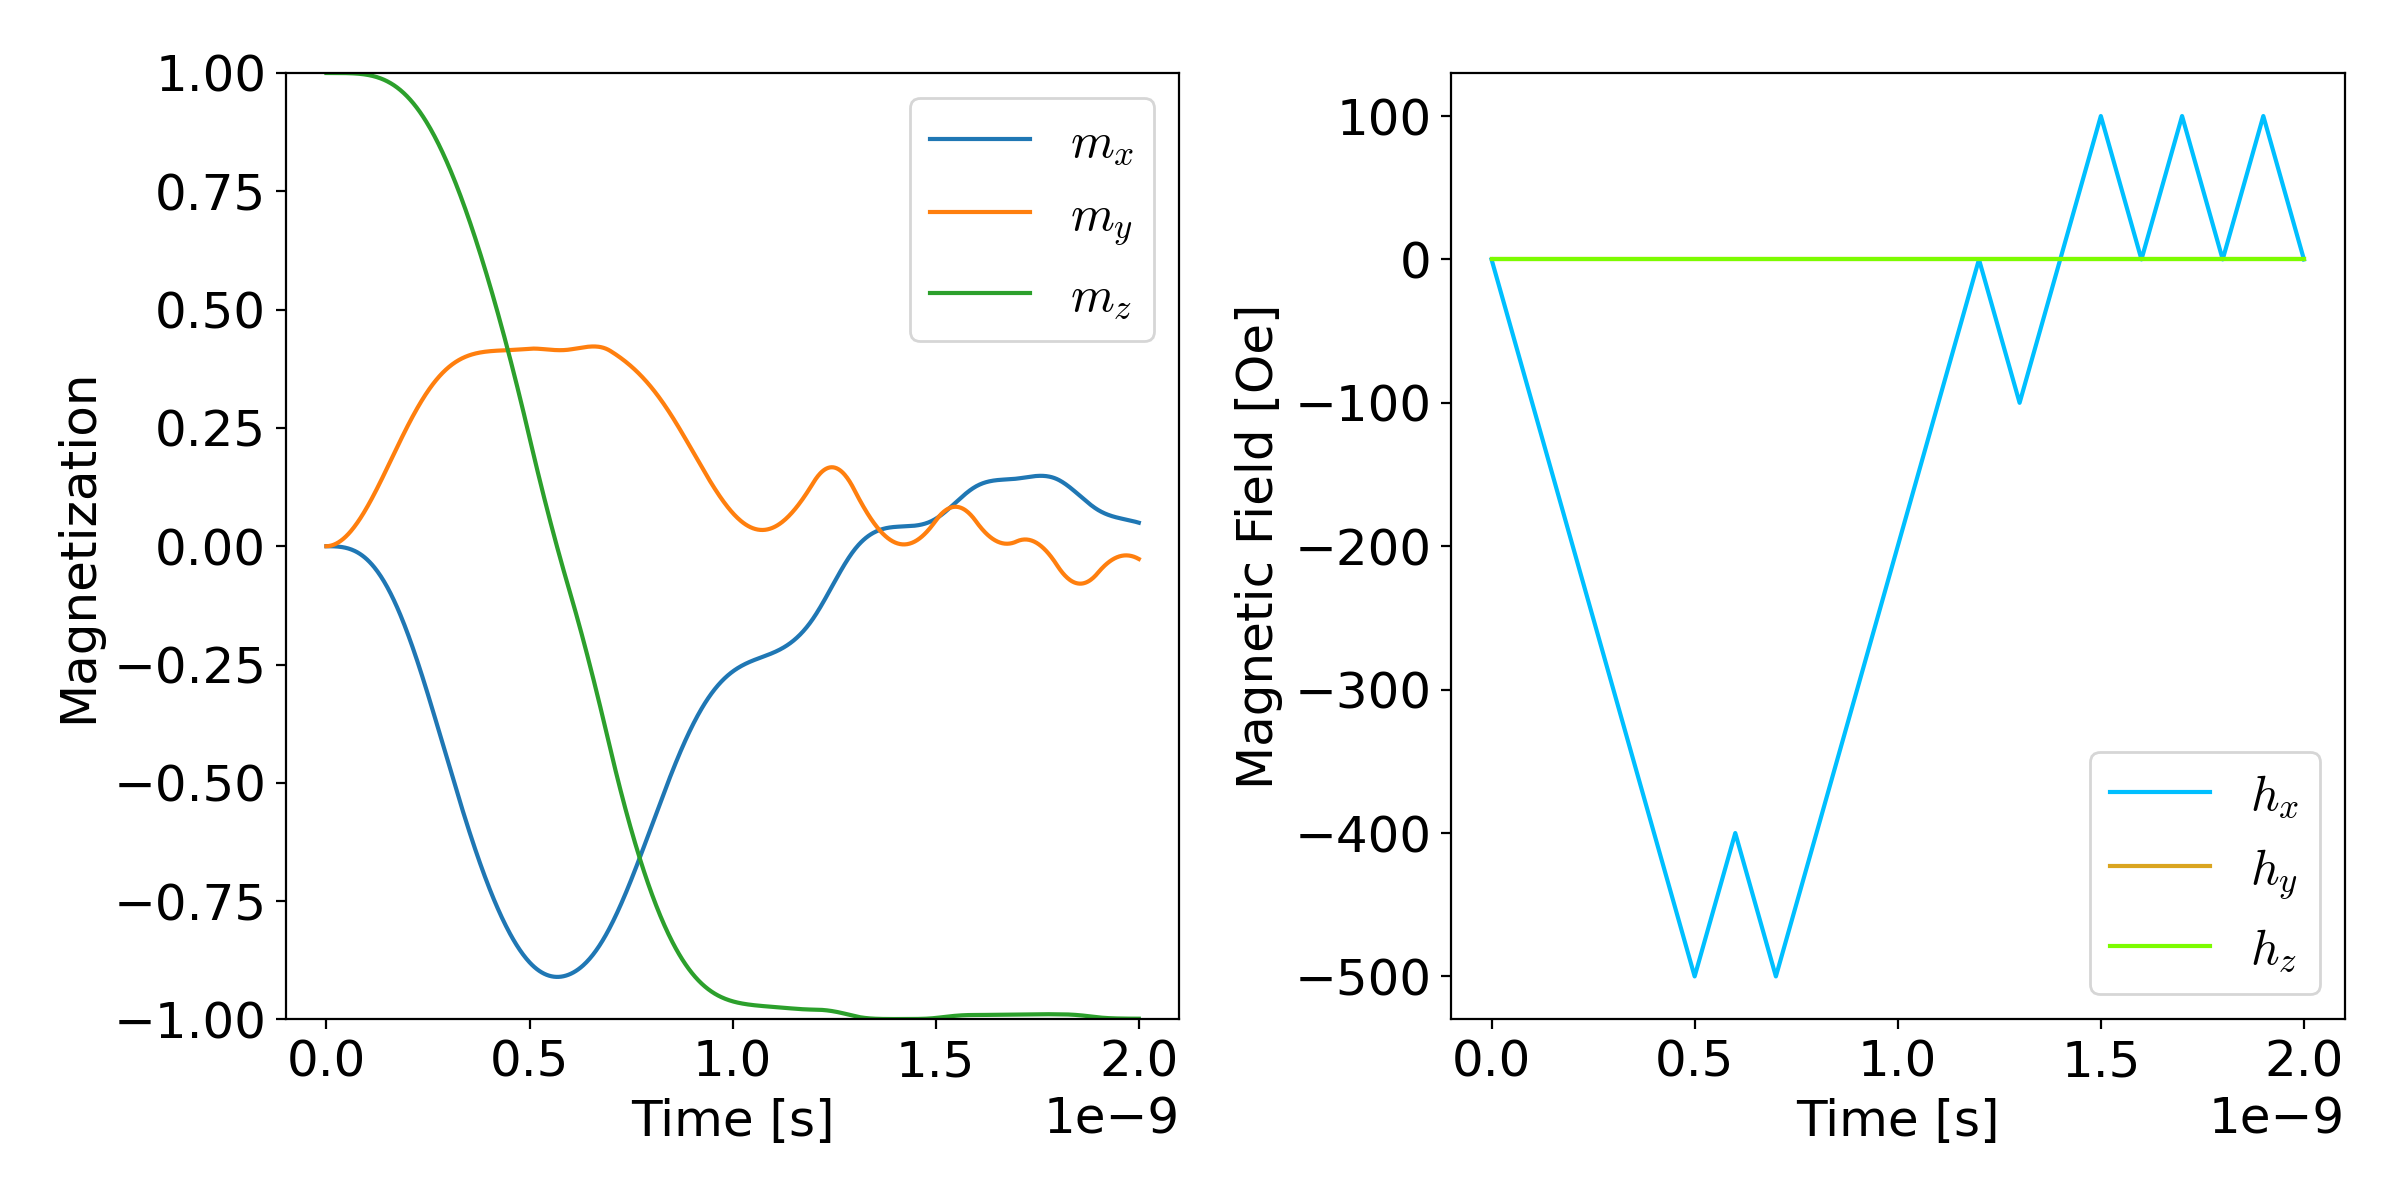 Magnetization
1.00
0.75
0.50
0.25
0.00
−0.25
−0.50
−0.75
−1.00
0.0 0.5 1.0 1.5 2.0
Time [s]
1e−9
m_x
m_y
m_z
Magnetic Field [Oe]
100
0
−100
−200
−300
−400
−500
0.0 0.5 1.0 1.5 2.0
Time [s]
1e−9
h_x
h_y
h_z